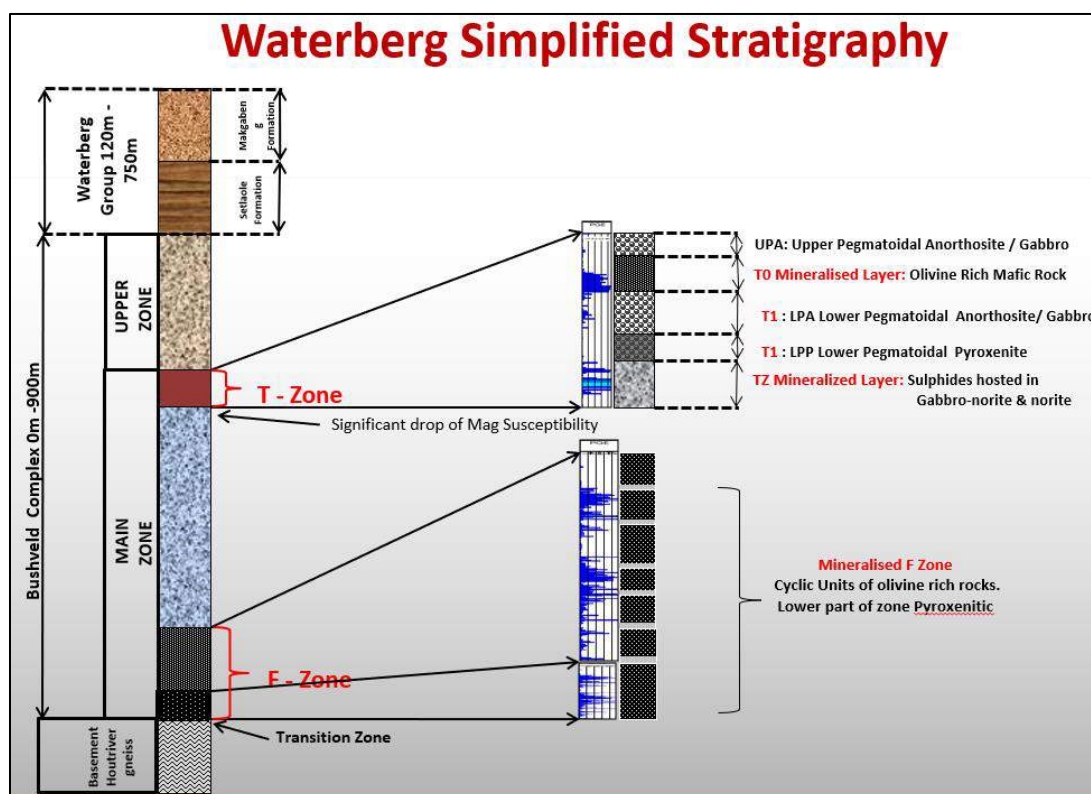 Waterberg Simplified Stratigraphy
Waterberg
Group 120m -
750m
Makgaben
g
Formation
Setlaole
Formation
Bushveld Complex 0m -900m
UPPER
ZONE
MAIN
ZONE
Basement
Houtriver
gneiss
T - Zone
Significant drop of Mag Susceptibility
F - Zone
Transition Zone
PGE
UPA: Upper Pegmatoidal Anorthosite / Gabbro
T0 Mineralised Layer: Olivine Rich Mafic Rock
T1 : LPA Lower Pegmatoidal Anorthosite/ Gabbro
T1 : LPP Lower Pegmatoidal Pyroxenite
TZ Mineralized Layer: Sulphides hosted in
Gabbro-norite & norite
PGE
Mineralised F Zone
Cyclic Units of olivine rich rocks.
Lower part of zone Pyroxenitic